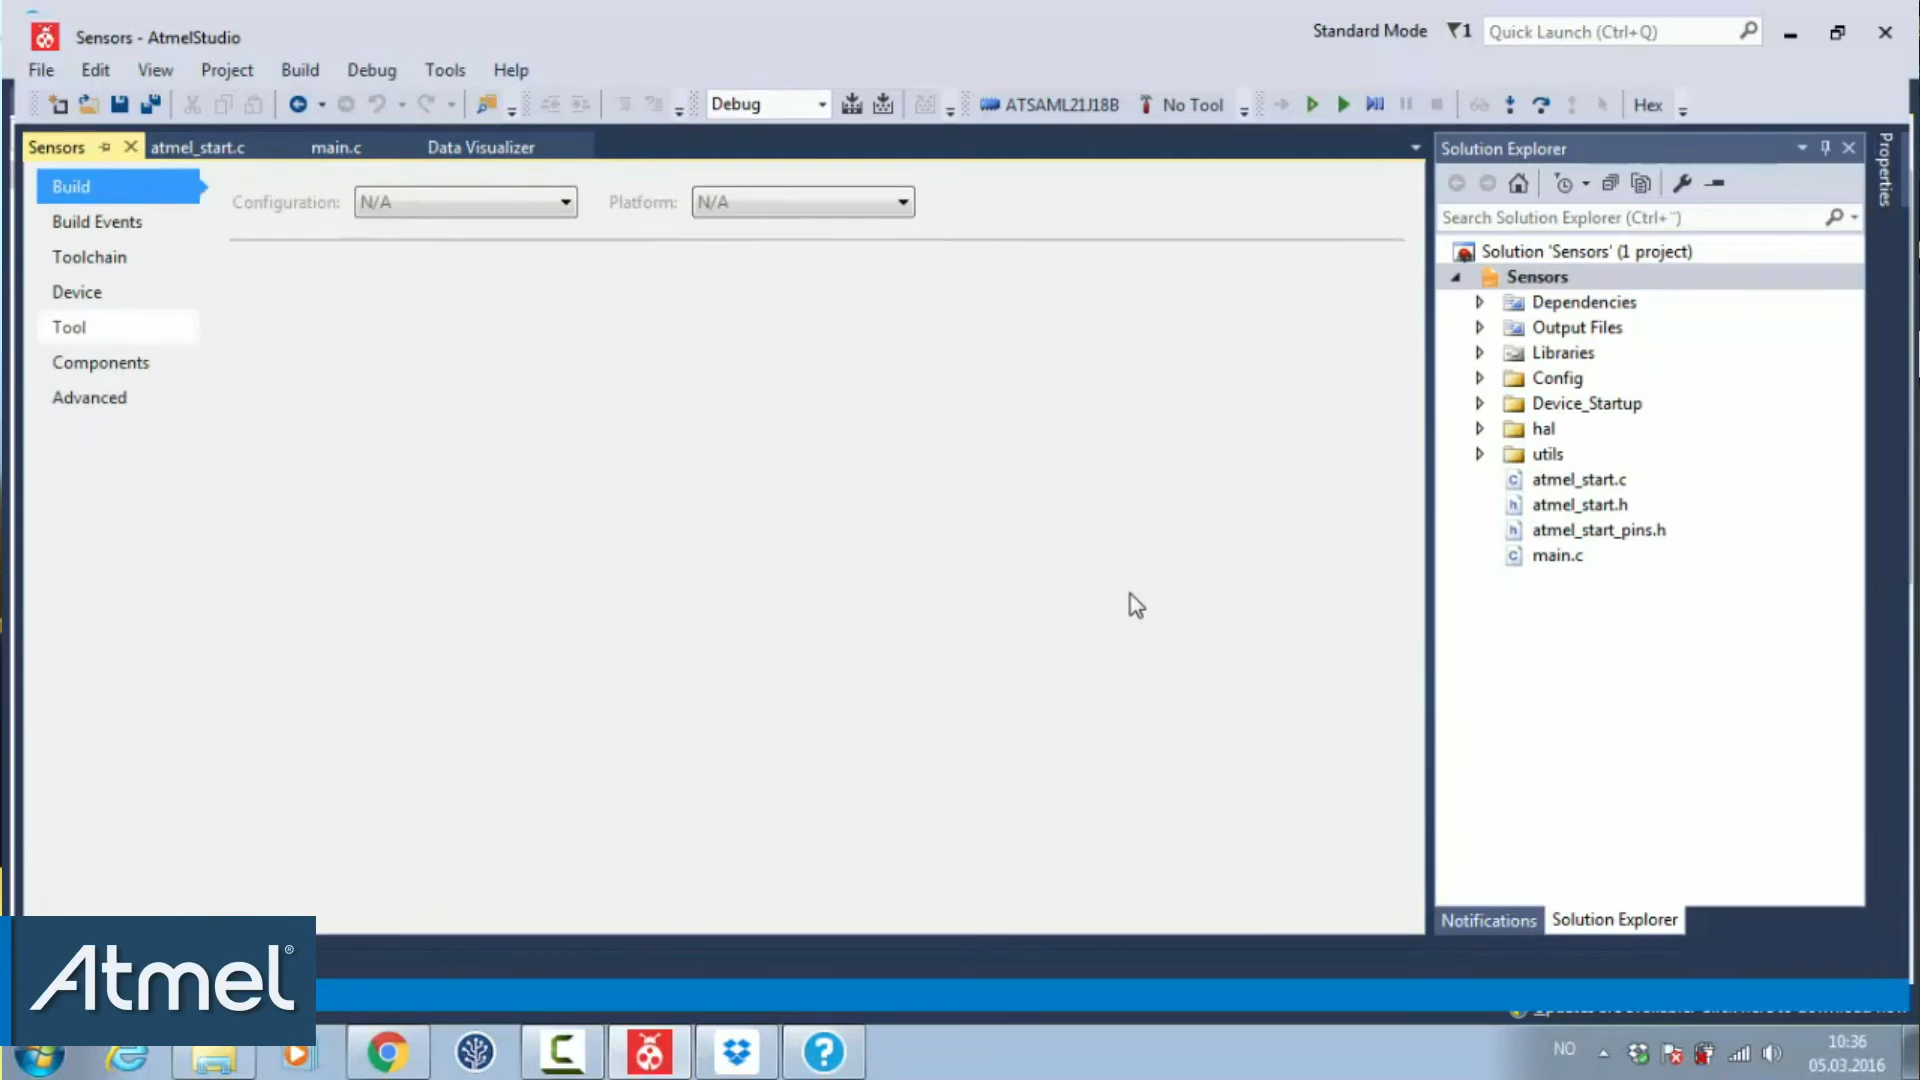 Sensors - AtmelStudio
Standard Mode
1
Quick Launch (Ctrl+Q)
File Edit View Project Build Debug Tools Help
Debug
ATSAML21J18B
No Tool
Hex
Sensors
atmel_start.c
main.c
Data Visualizer
Solution Explorer
Properties
Build
Build Events
Toolchain
Device
Tool
Components
Advanced
Configuration: N/A
Platform: N/A
Search Solution Explorer (Ctrl+¨)
Solution 'Sensors' (1 project)
Sensors
Dependencies
Output Files
Libraries
Config
Device_Startup
hal
utils
atmel_start.c
atmel_start.h
atmel_start_pins.h
main.c
Notifications
Solution Explorer
Atmel®
NO
10:36
05.03.2016